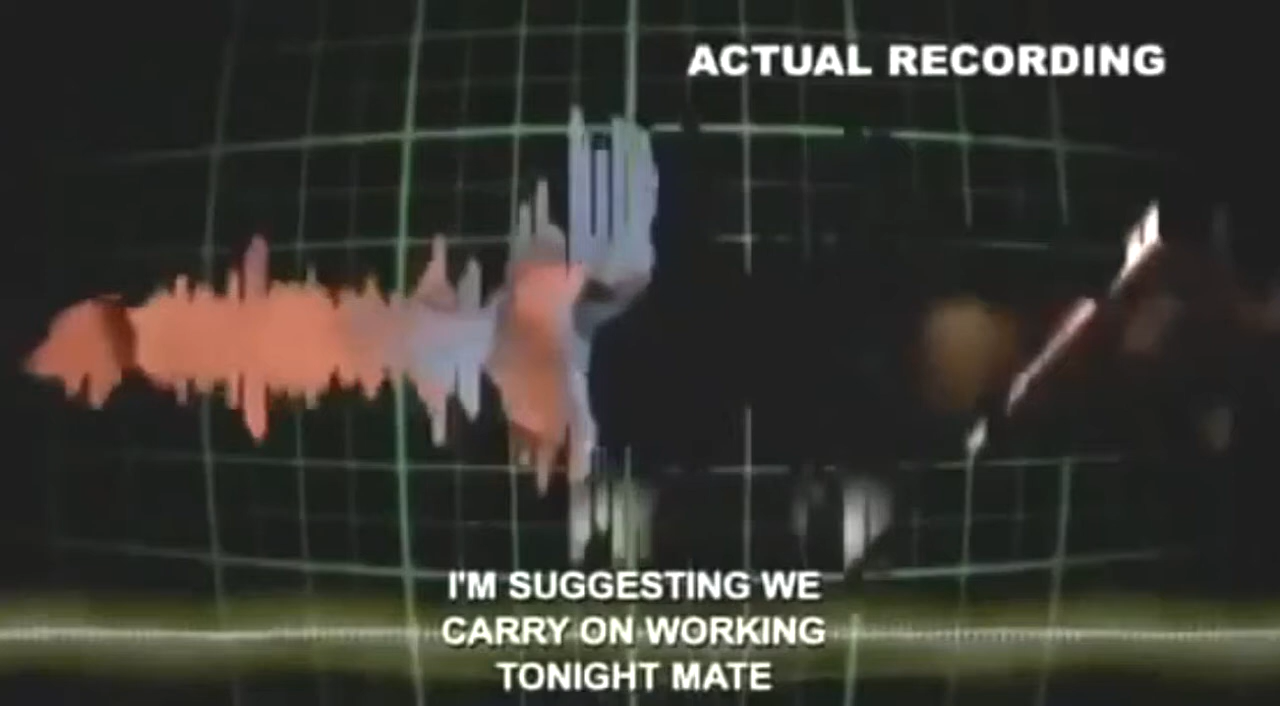 ACTUAL RECORDING
I'M SUGGESTING WE
CARRY ON WORKING
TONIGHT MATE